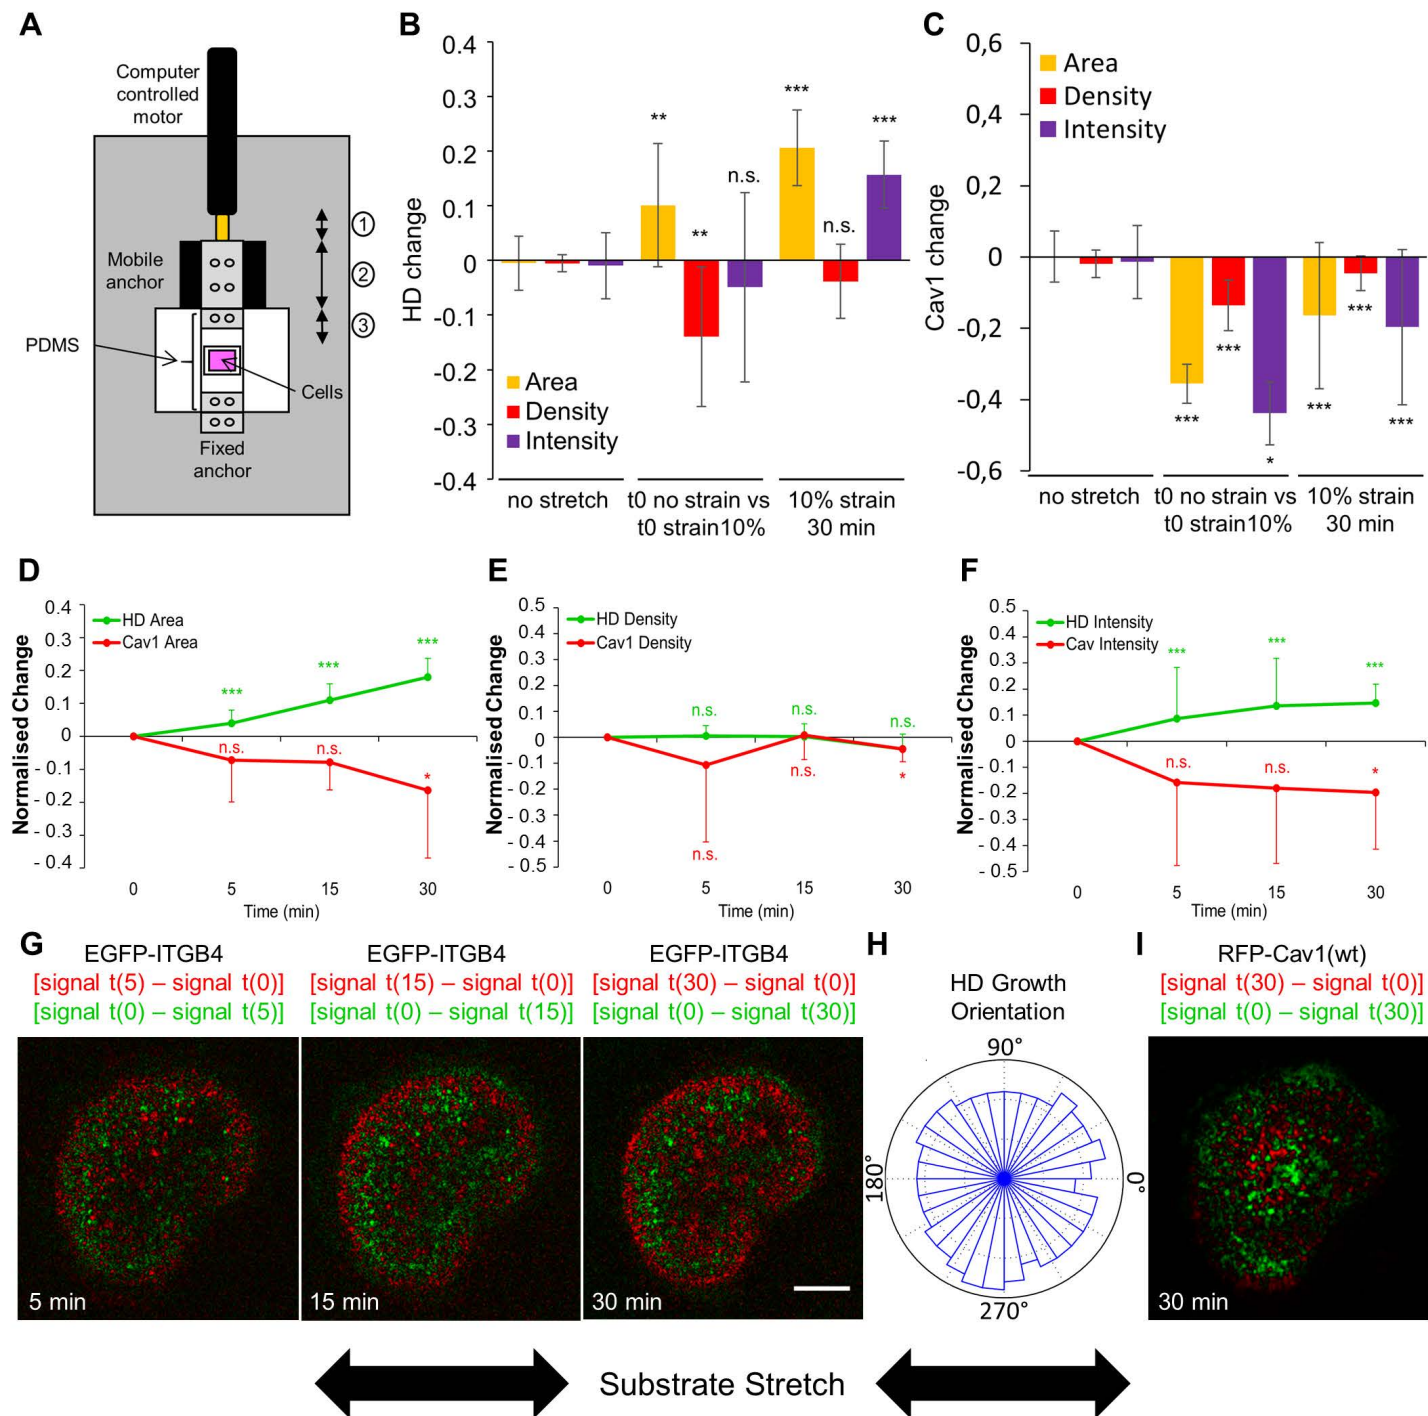 A
Computer
controlled
motor
Mobile
anchor
PDMS
Cells
Fixed
anchor
1
2
3
B
HD change
0.4
0.3
0.2
0.1
0
-0.1
-0.2
-0.3
-0.4
**
**
n.s.
***
n.s.
***
Area
Density
Intensity
no stretch
t0 no strain vs
t0 strain10%
10% strain
30 min
C
Cav1 change
0,6
0,4
0,2
0
-0,2
-0,4
-0,6
Area
Density
Intensity
***
***
*
***
***
***
no stretch
t0 no strain vs
t0 strain10%
10% strain
30 min
D
Normalised Change
0.4
0.3
0.2
0.1
0
- 0.1
- 0.2
- 0.3
- 0.4
HD Area
Cav1 Area
***
***
***
n.s.
n.s.
*
0 5 15 30
Time (min)
E
Normalised Change
0.5
0.4
0.3
0.2
0.1
0
- 0.1
- 0.2
- 0.3
- 0.4
- 0.5
HD Density
Cav1 Density
n.s.
n.s.
n.s.
n.s.
n.s.
*
0 5 15 30
Time (min)
F
Normalised Change
0.5
0.4
0.3
0.2
0.1
0
- 0.1
- 0.2
- 0.3
- 0.4
- 0.5
HD Intensity
Cav Intensity
***
***
***
n.s.
n.s.
*
0 5 15 30
Time (min)
G
EGFP-ITGB4
[signal t(5) – signal t(0)]
[signal t(0) – signal t(5)]
5 min
EGFP-ITGB4
[signal t(15) – signal t(0)]
[signal t(0) – signal t(15)]
15 min
EGFP-ITGB4
[signal t(30) – signal t(0)]
[signal t(0) – signal t(30)]
30 min
H
HD Growth
Orientation
90°
180°
0°
270°
I
RFP-Cav1(wt)
[signal t(30) – signal t(0)]
[signal t(0) – signal t(30)]
30 min
Substrate Stretch